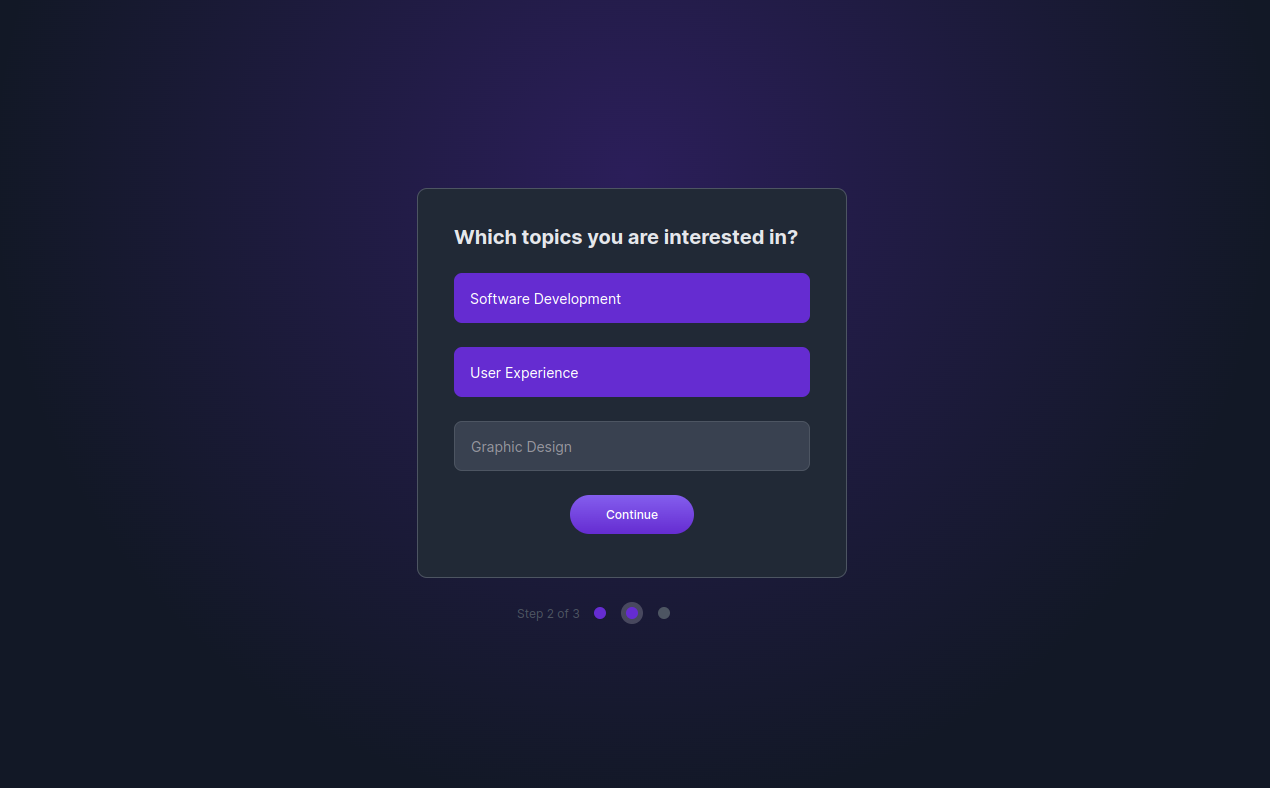 Which topics you are interested in?
Software Development
User Experience
Graphic Design
Continue
Step 2 of 3